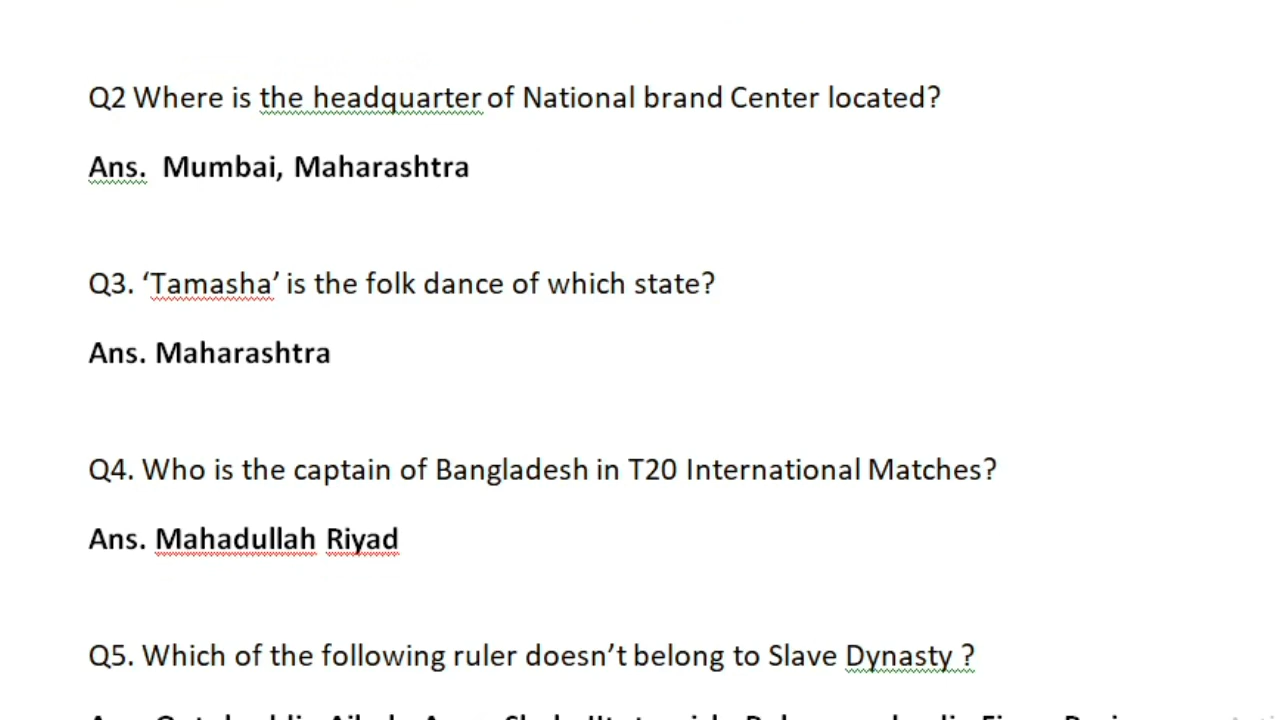 Q2 Where is the headquarter of National brand Center located?
Ans. Mumbai, Maharashtra
Q3. ‘Tamasha’ is the folk dance of which state?
Ans. Maharashtra
Q4. Who is the captain of Bangladesh in T20 International Matches?
Ans. Mahadullah Riyad
Q5. Which of the following ruler doesn’t belong to Slave Dynasty ?